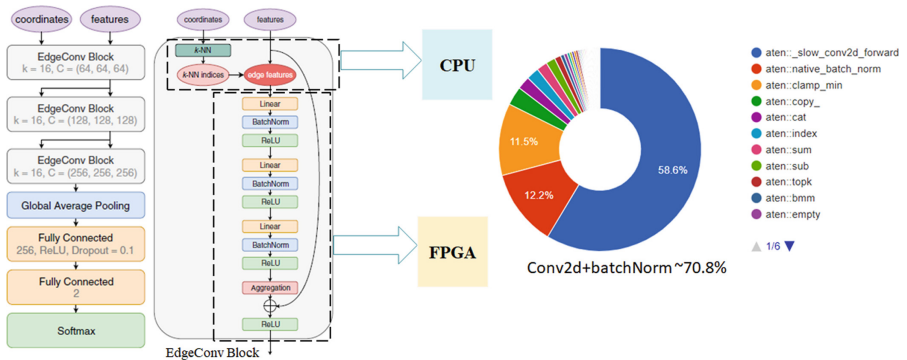 coordinates
features
EdgeConv Block
k = 16, C = (64, 64, 64)
EdgeConv Block
k = 16, C = (128, 128, 128)
EdgeConv Block
k = 16, C = (256, 256, 256)
Global Average Pooling
Fully Connected
256, ReLU, Dropout = 0.1
Fully Connected
2
Softmax
coordinates
features
k-NN
k-NN indices
edge features
Linear
BatchNorm
ReLU
Linear
BatchNorm
ReLU
Linear
BatchNorm
ReLU
Aggregation
ReLU
EdgeConv Block
CPU
FPGA
58.6%
12.2%
11.5%
Conv2d+batchNorm ~70.8%
aten::_slow_conv2d_forward
aten::native_batch_norm
aten::clamp_min
aten::copy_
aten::cat
aten::index
aten::sum
aten::sub
aten::topk
aten::bmm
aten::empty
1/6